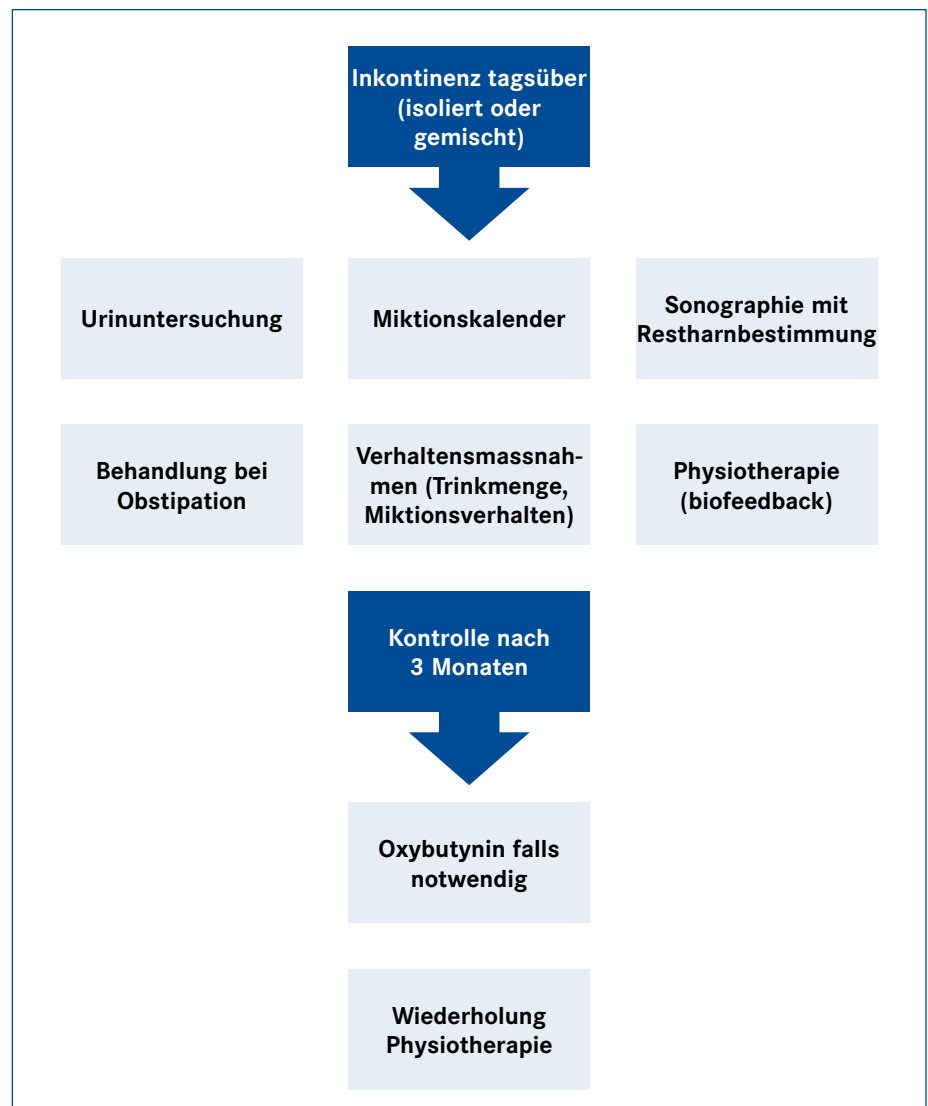 Inkontinenz tagsüber
(isoliert oder
gemischt)
Urinuntersuchung
Miktionskalender
Sonographie mit
Restharnbestimmung
Behandlung bei
Obstipation
Verhaltensmassnah-
men (Trinkmenge,
Miktionsverhalten)
Physiotherapie
(biofeedback)
Kontrolle nach
3 Monaten
Oxybutynin falls
notwendig
Wiederholung
Physiotherapie